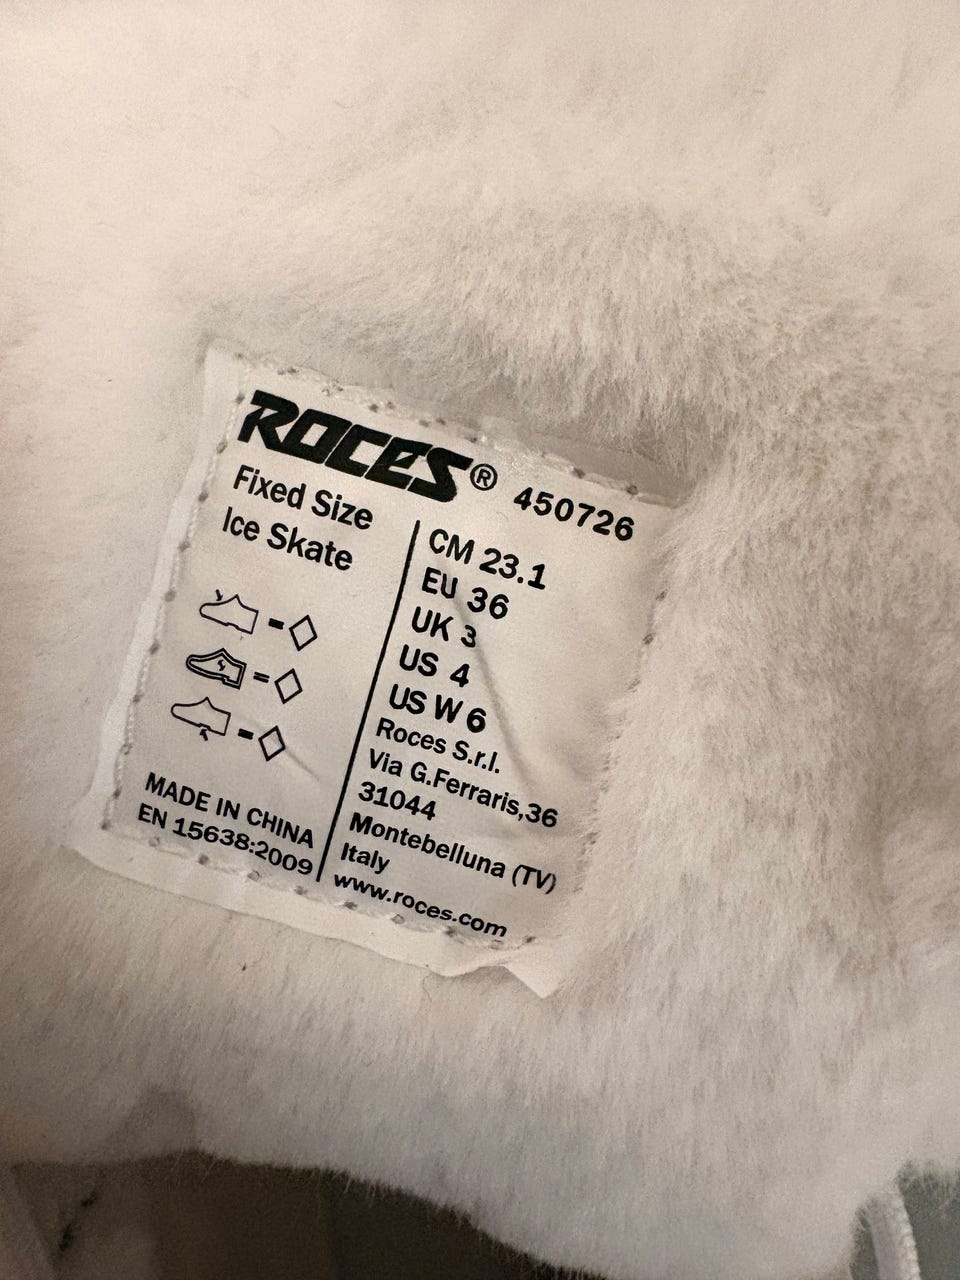 ROCES® 450726
Fixed Size
Ice Skate
=
=
=
MADE IN CHINA
EN 15638:2009
CM 23.1
EU 36
UK 3
US 4
US W 6
Roces S.r.l.
Via G.Ferraris,36
31044
Montebelluna (TV)
Italy
www.roces.com